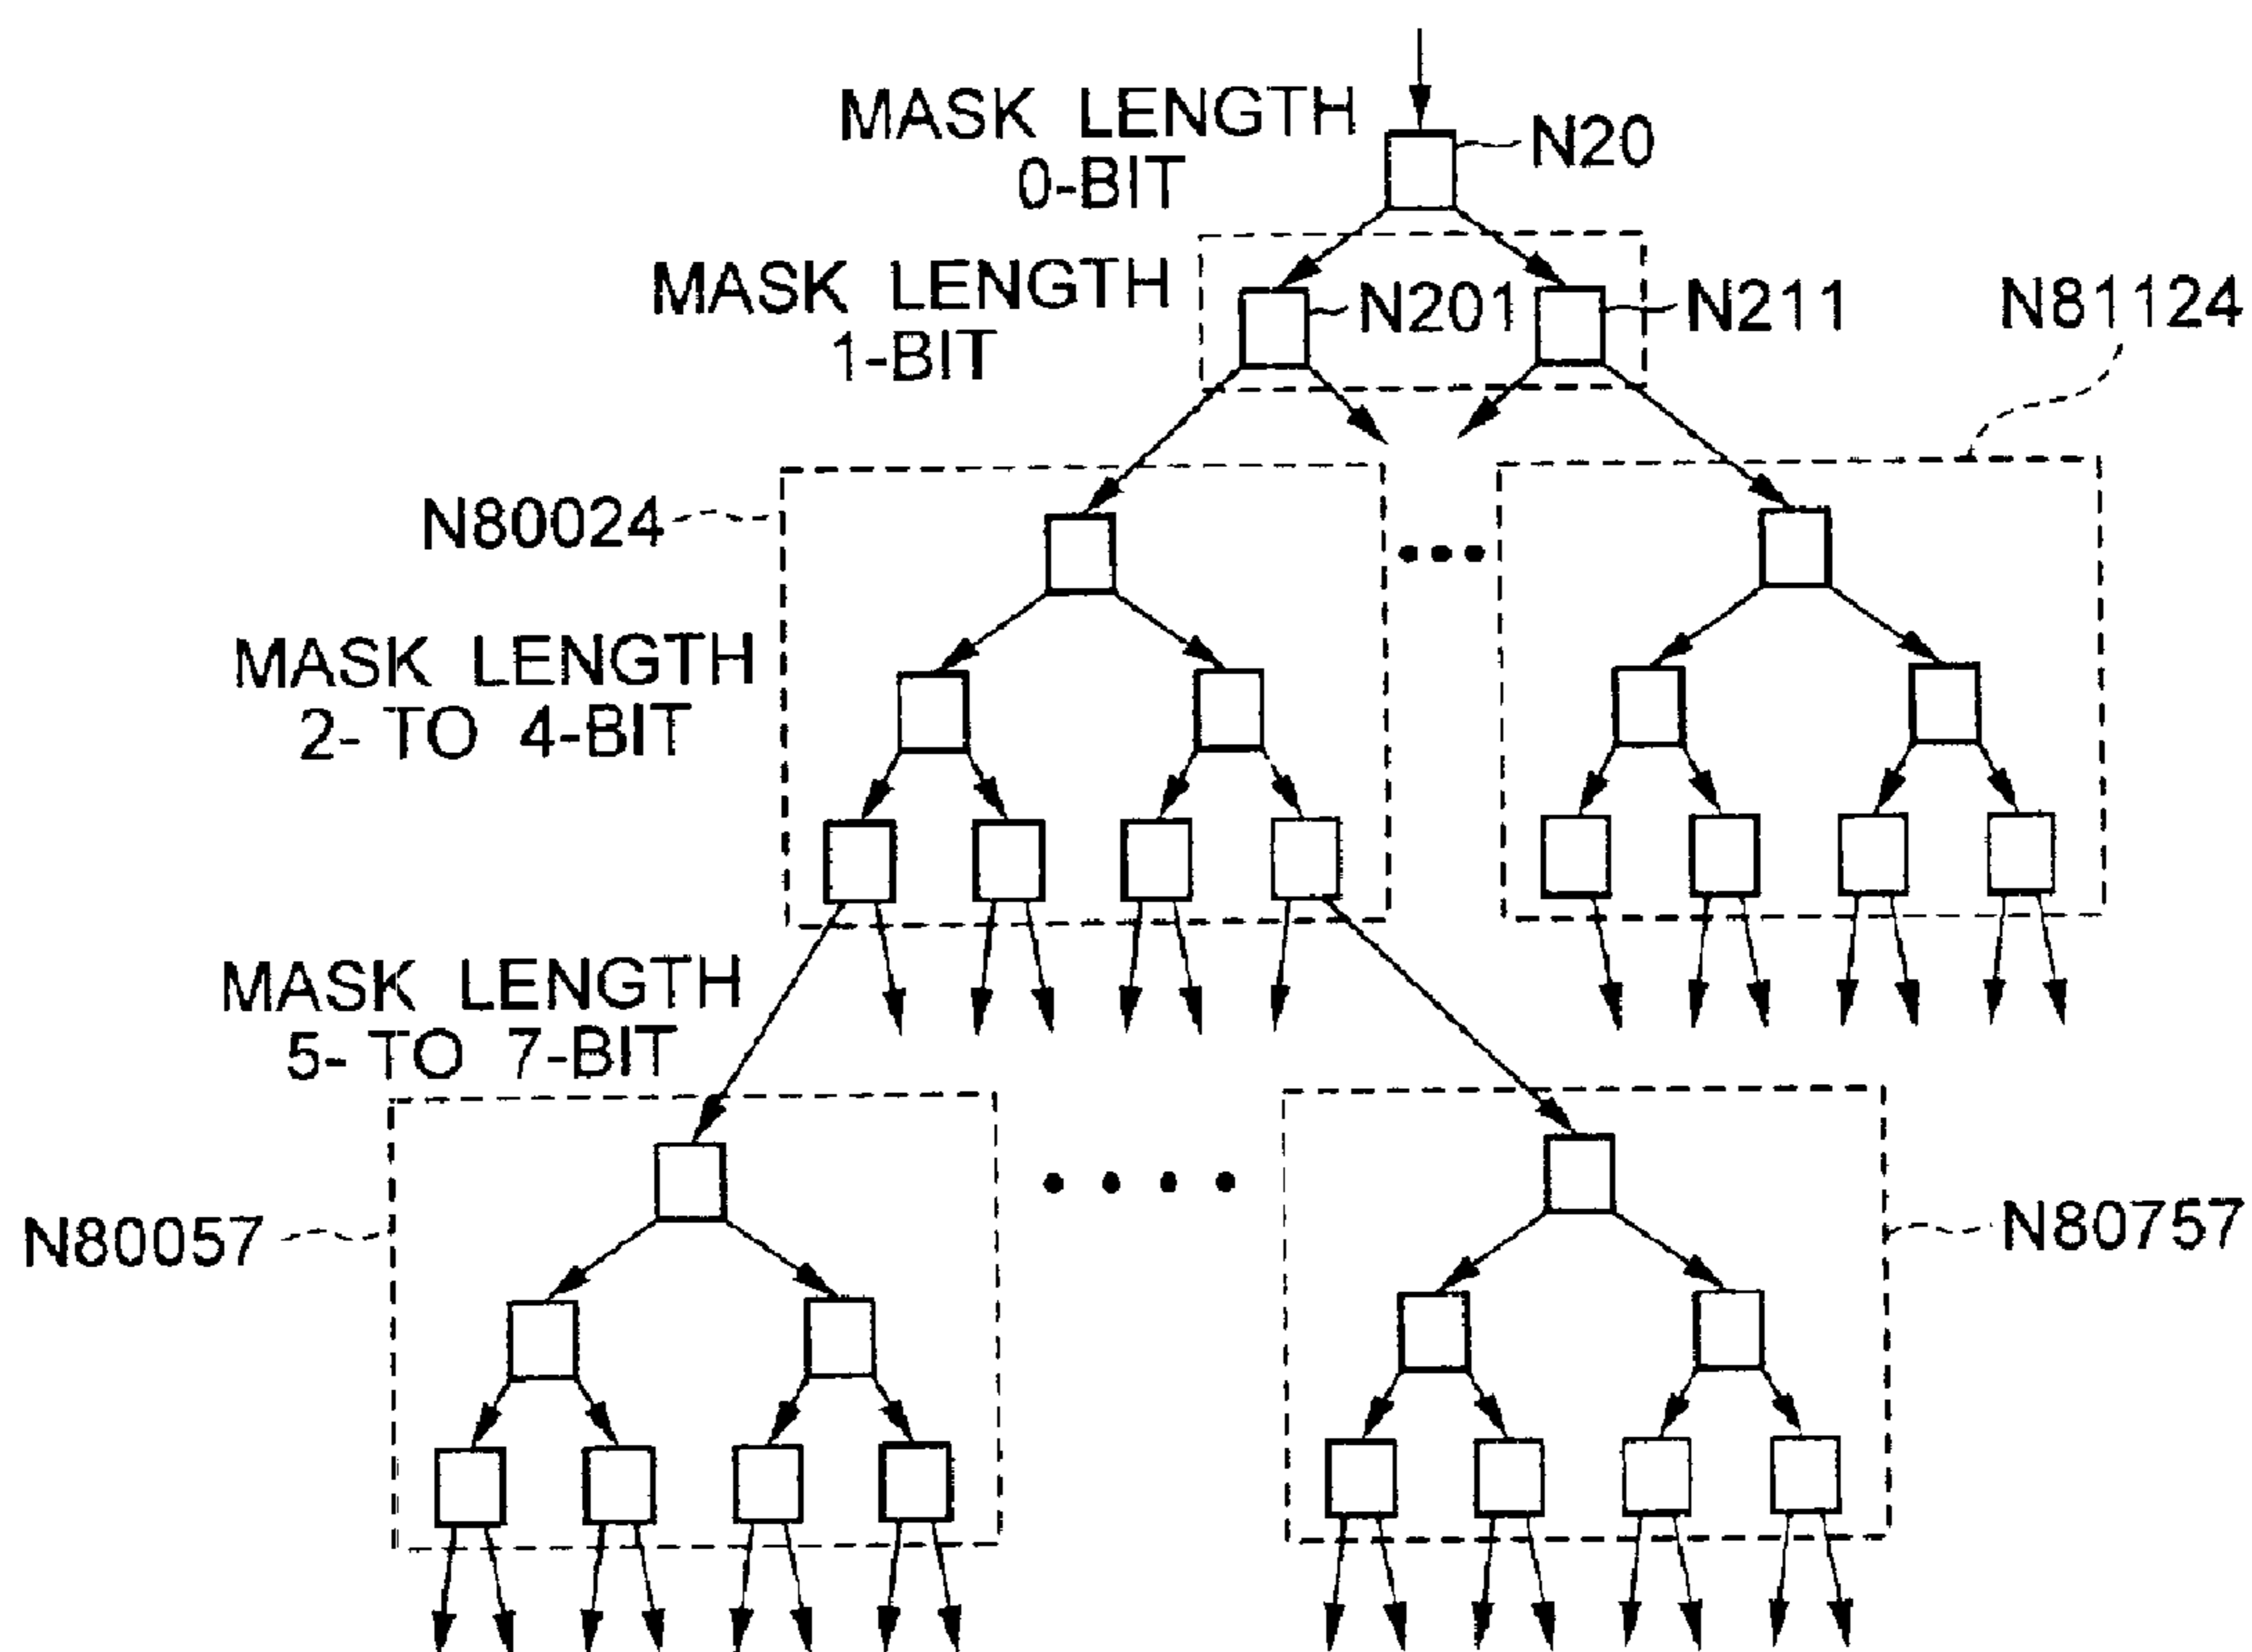 MASK LENGTH
0-BIT
N20
MASK LENGTH
1-BIT
N201
N211
N81124
N80024
MASK LENGTH
2- TO 4-BIT
MASK LENGTH
5- TO 7-BIT
N80057
N80757